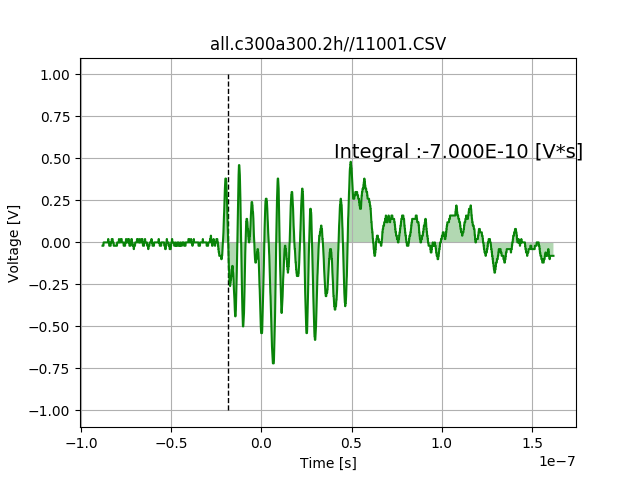 all.c300a300.2h//11001.CSV
1.00
0.75
Integral :-7.000E-10 [V*s]
0.50
0.25
0.00
−0.25
−0.50
−0.75
−1.00
Voltage [V]
−1.0 −0.5 0.0 0.5 1.0 1.5
1e−7
Time [s]